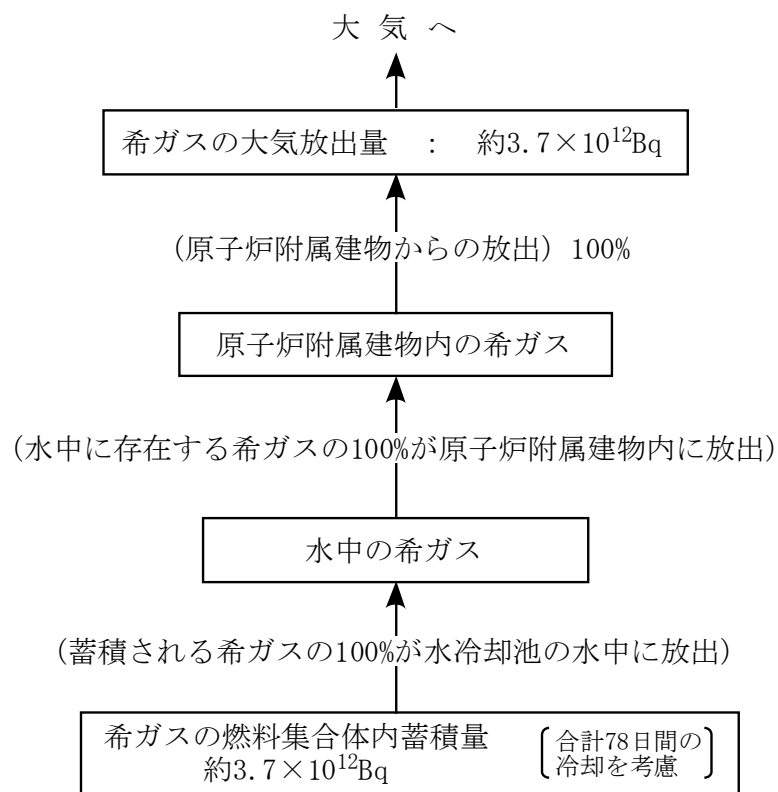 大 気 へ
希ガスの大気放出量 : 約3.7×10¹²Bq
(原子炉附属建物からの放出) 100%
原子炉附属建物内の希ガス
(水中に存在する希ガスの100%が原子炉附属建物内に放出)
水中の希ガス
(蓄積される希ガスの100%が水冷却池の水中に放出)
希ガスの燃料集合体内蓄積量
約3.7×10¹²Bq
合計78日間の
冷却を考慮